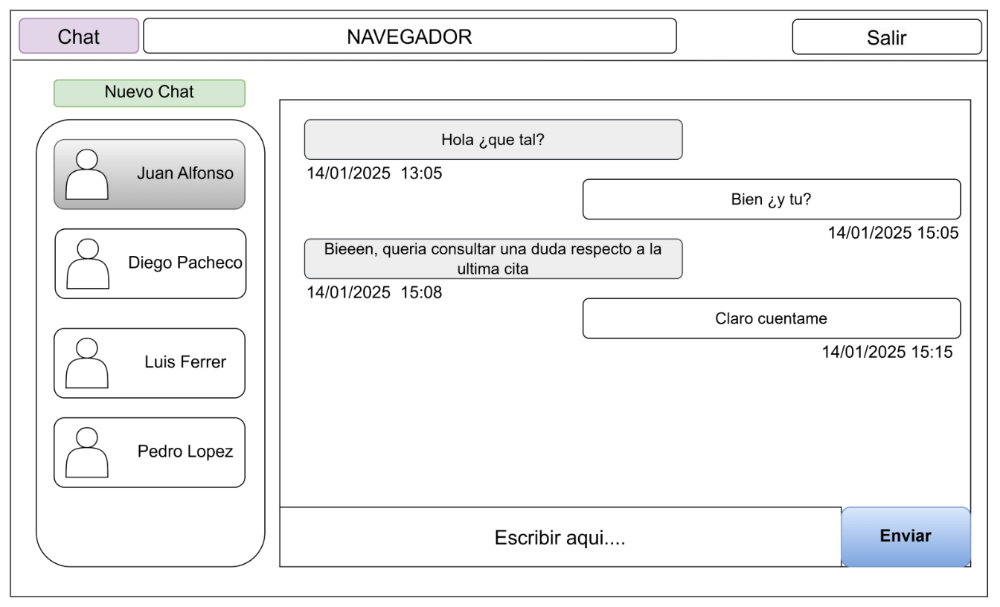 Chat
NAVEGADOR
Salir
Nuevo Chat
Juan Alfonso
Diego Pacheco
Luis Ferrer
Pedro Lopez
Hola ¿que tal?
14/01/2025  13:05
Bien ¿y tu?
14/01/2025 15:05
Bieeen, queria consultar una duda respecto a la
ultima cita
14/01/2025  15:08
Claro cuentame
14/01/2025 15:15
Escribir aqui....
Enviar